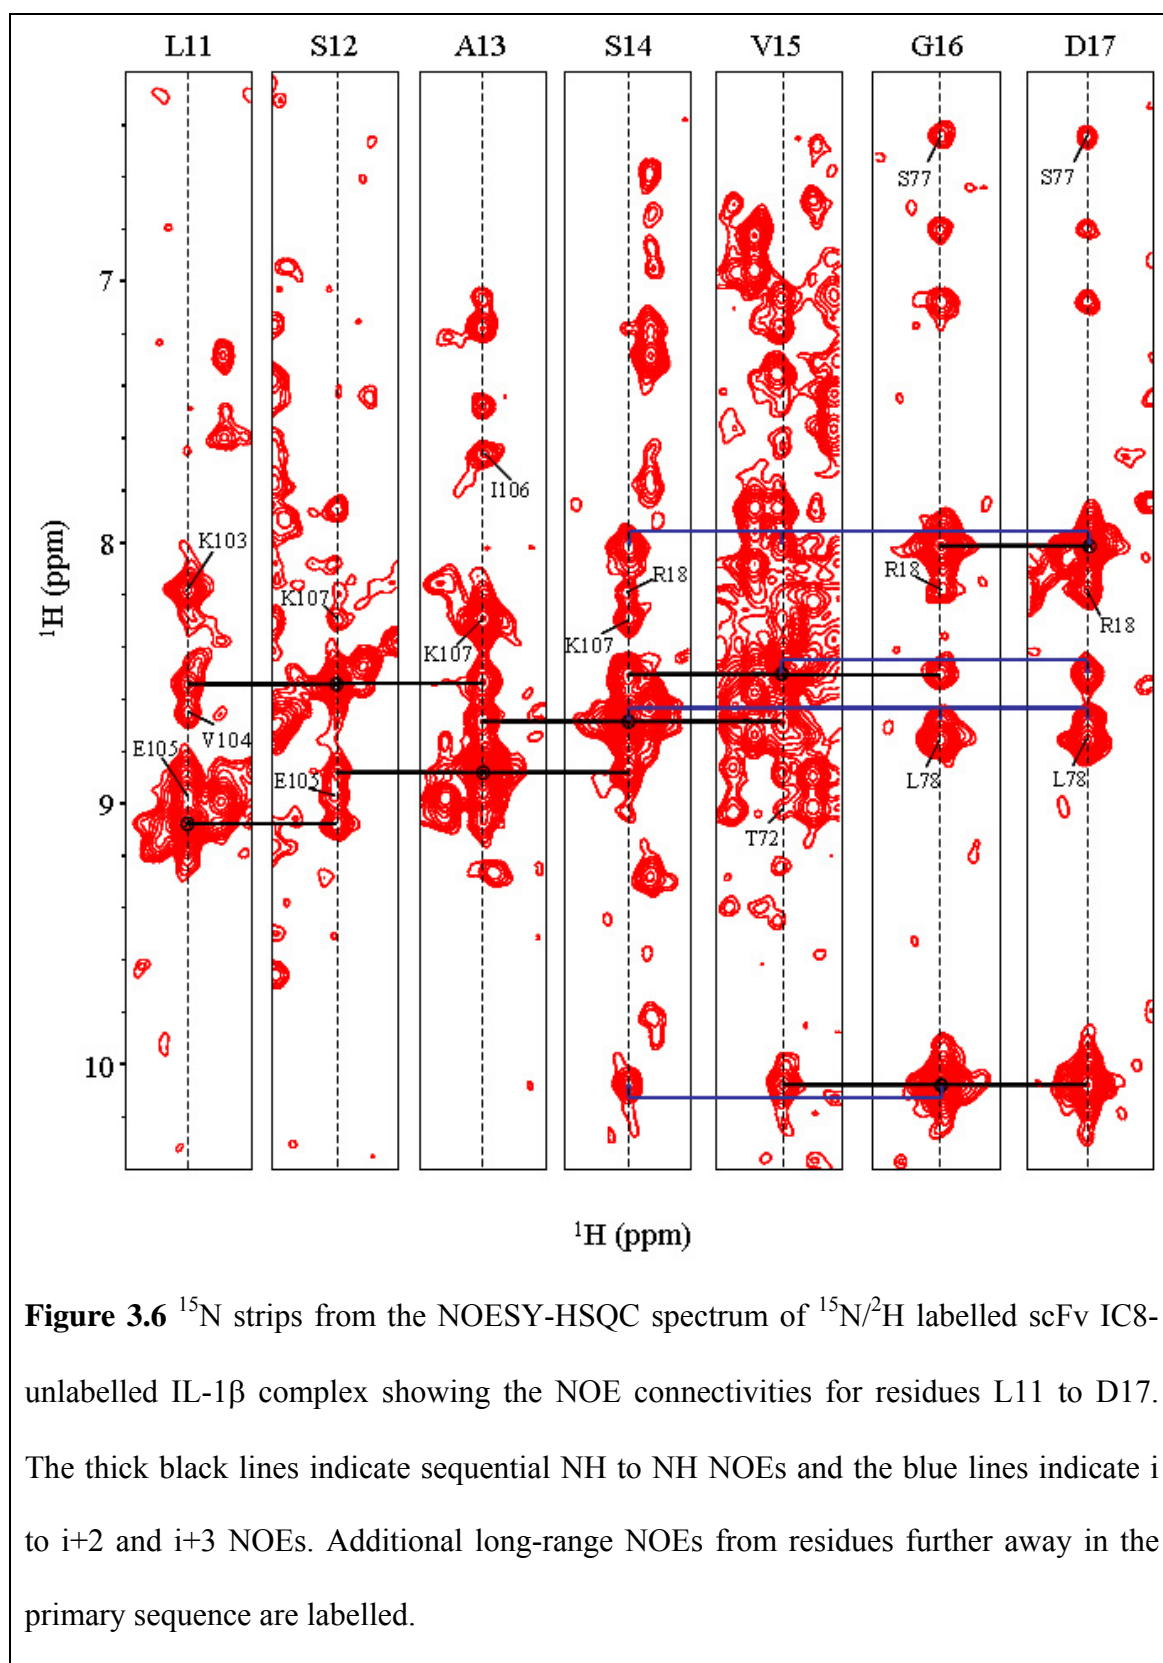 L11 S12 A13 S14 V15 G16 D17
S77 S77
7
I106
8
K103
R18 R18
K107 R18
K107 K107
V104
E105 E103 L78 L78
9
T72
10
¹H (ppm)
¹H (ppm)
Figure 3.6 ¹⁵N strips from the NOESY-HSQC spectrum of ¹⁵N/²H labelled scFv IC8-
unlabelled IL-1β complex showing the NOE connectivities for residues L11 to D17.
The thick black lines indicate sequential NH to NH NOEs and the blue lines indicate i
to i+2 and i+3 NOEs. Additional long-range NOEs from residues further away in the
primary sequence are labelled.